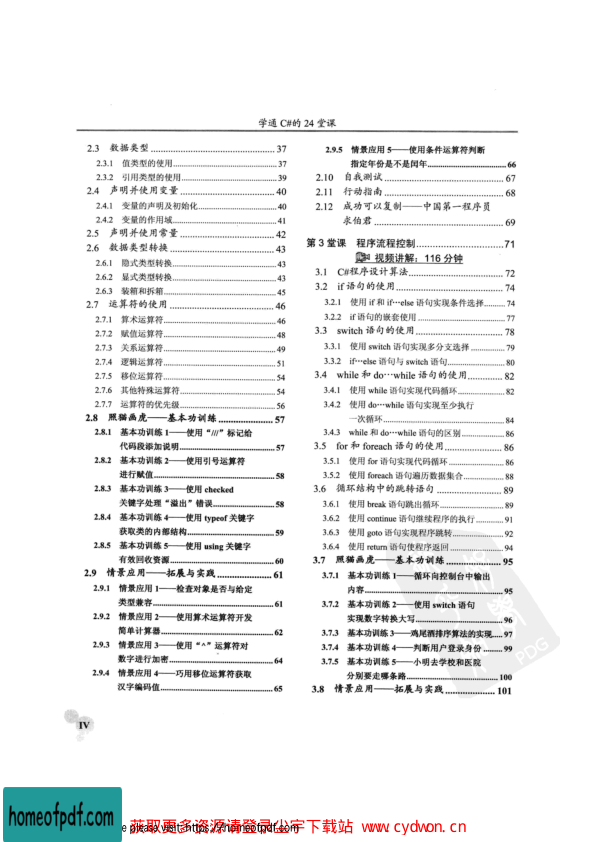 学通 C#的 24 堂课
2.3 数据类型 ........ 37
2.3.1 值类型的使用 ........ 37
2.3.2 引用类型的使用 ........ 39
2.4 声明并使用变量 ........ 40
2.4.1 变量的声明及初始化 ........ 40
2.4.2 变量的作用域 ........ 41
2.5 声明并使用常量 ........ 42
2.6 数据类型转换 ........ 43
2.6.1 隐式类型转换 ........ 43
2.6.2 显式类型转换 ........ 43
2.6.3 装箱和拆箱 ........ 45
2.7 运算符的使用 ........ 46
2.7.1 算术运算符 ........ 46
2.7.2 赋值运算符 ........ 48
2.7.3 关系运算符 ........ 49
2.7.4 逻辑运算符 ........ 51
2.7.5 移位运算符 ........ 54
2.7.6 其他特殊运算符 ........ 54
2.7.7 运算符的优先级 ........ 56
2.8 照猫画虎——基本功训练 ........ 57
2.8.1 基本功训练 1——使用“///”标记给
代码段添加说明 ........ 57
2.8.2 基本功训练 2——使用引号运算符
进行赋值 ........ 58
2.8.3 基本功训练 3——使用 checked
关键字处理“溢出”错误 ........ 58
2.8.4 基本功训练 4——使用 typeof 关键字
获取类的内部结构 ........ 59
2.8.5 基本功训练 5——使用 using 关键字
有效回收资源 ........ 60
2.9 情景应用——拓展与实践 ........ 61
2.9.1 情景应用 1——检查对象是否与给定
类型兼容 ........ 61
2.9.2 情景应用 2——使用算术运算符开发
简单计算器 ........ 62
2.9.3 情景应用 3——使用“^”运算符对
数字进行加密 ........ 64
2.9.4 情景应用 4——巧用移位运算符获取
汉字编码值 ........ 65
2.9.5 情景应用 5——使用条件运算符判断
指定年份是不是闰年 ........ 66
2.10 自我测试 ........ 67
2.11 行动指南 ........ 68
2.12 成功可以复制——中国第一程序员
求伯君 ........ 69
第 3 堂课 程序流程控制 ........ 71
视频讲解：116 分钟
3.1 C#程序设计算法 ........ 72
3.2 if 语句的使用 ........ 74
3.2.1 使用 if 和 if…else 语句实现条件选择 ........ 74
3.2.2 if 语句的嵌套使用 ........ 77
3.3 switch 语句的使用 ........ 78
3.3.1 使用 switch 语句实现多分支选择 ........ 79
3.3.2 if…else 语句与 switch 语句 ........ 80
3.4 while 和 do…while 语句的使用 ........ 82
3.4.1 使用 while 语句实现代码循环 ........ 82
3.4.2 使用 do…while 语句实现至少执行
一次循环 ........ 84
3.4.3 while 和 do…while 语句的区别 ........ 86
3.5 for 和 foreach 语句的使用 ........ 86
3.5.1 使用 for 语句实现代码循环 ........ 86
3.5.2 使用 foreach 语句遍历数据集合 ........ 88
3.6 循环结构中的跳转语句 ........ 89
3.6.1 使用 break 语句跳出循环 ........ 89
3.6.2 使用 continue 语句继续程序的执行 ........ 91
3.6.3 使用 goto 语句实现程序跳转 ........ 92
3.6.4 使用 return 语句使程序返回 ........ 94
3.7 照猫画虎——基本功训练 ........ 95
3.7.1 基本功训练 1——循环向控制台中输出
内容 ........ 95
3.7.2 基本功训练 2——使用 switch 语句
实现数字转换大写 ........ 96
3.7.3 基本功训练 3——鸡尾酒排序算法的实现 ........ 97
3.7.4 基本功训练 4——判断用户登录身份 ........ 99
3.7.5 基本功训练 5——小明去学校和医院
分别要走哪条路 ........ 100
3.8 情景应用——拓展与实践 ........ 101
PDG
IV
homeofpdf.com
please visit: https://homeofpdf.com
获取更多资源请登录尘宇下载站 www.cydwon.cn